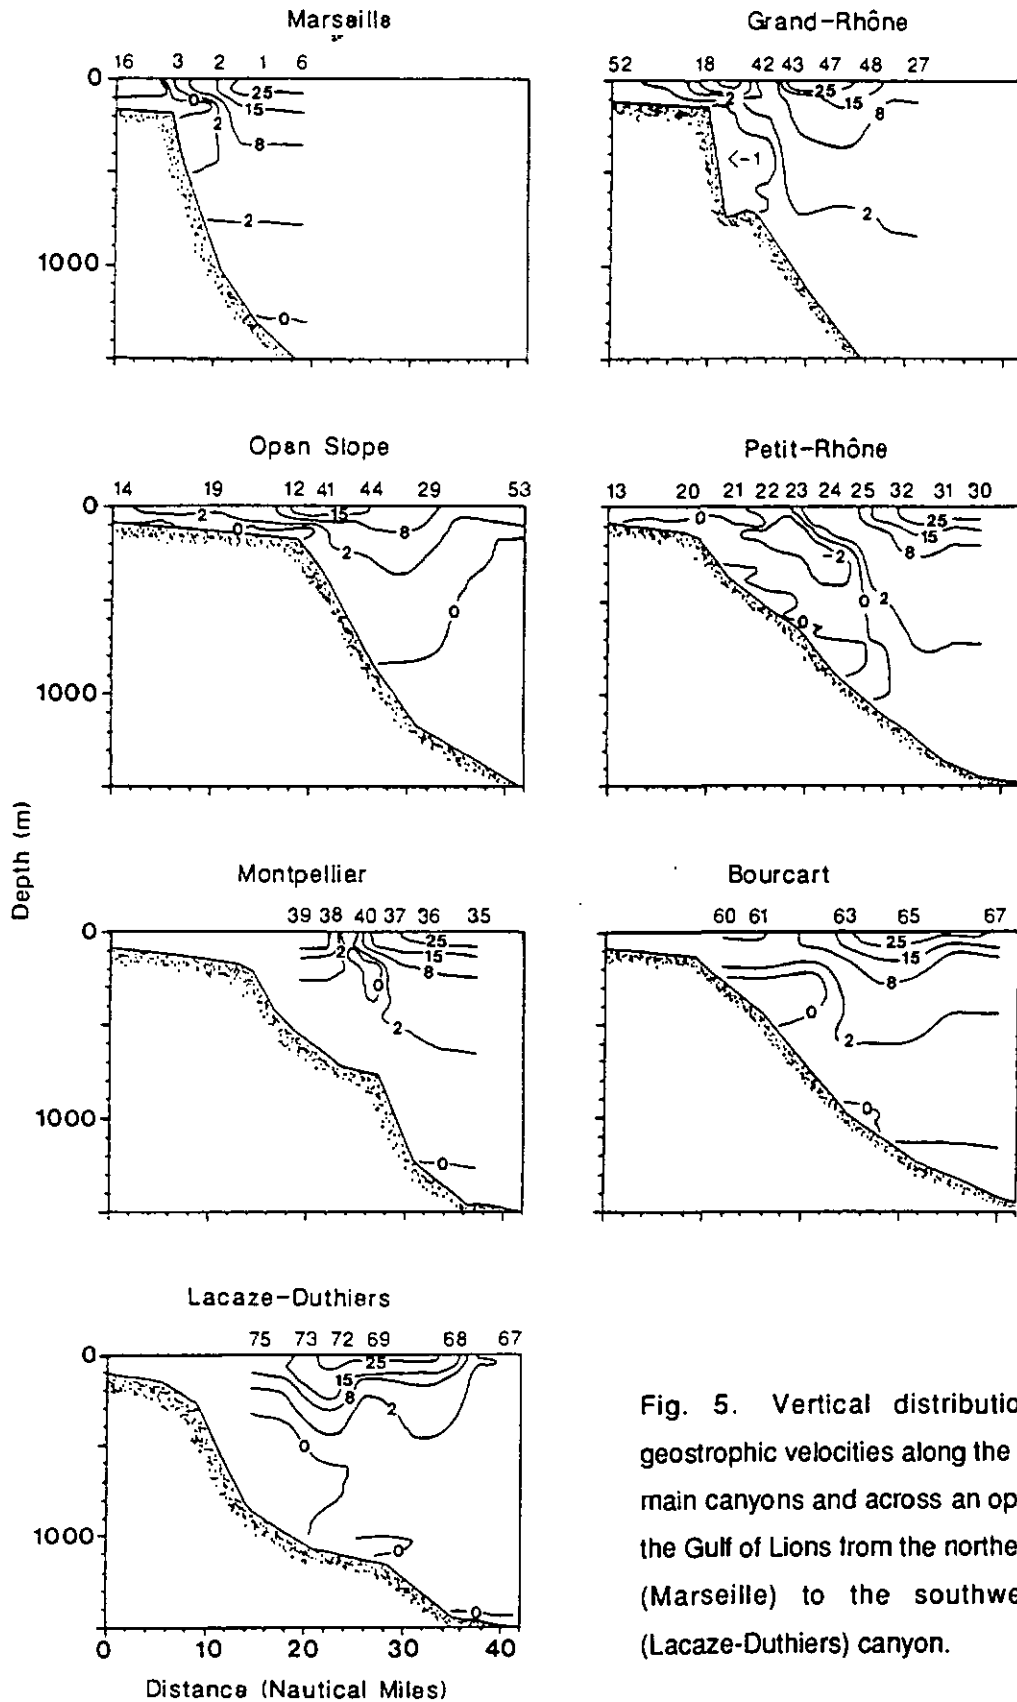 Marseille
16 3 2 1 6
0
1000
0
2
25
15
8
2
0
Grand-Rhône
52 18 42 43 47 48 27
2
25
15
8
<-1
2
Open Slope
14 19 12 41 44 29 53
0
1000
2
0
15
8
2
0
Petit-Rhône
13 20 21 22 23 24 25 32 31 30
0
-2
25
15
8
0
2
0
Depth (m)
Montpellier
39 38 40 37 36 35
0
1000
2
25
15
8
0
2
0
Bourcart
60 61 63 65 67
25
15
8
0
2
0
Lacaze-Duthiers
75 73 72 69 68 67
0
1000
25
15
8
2
0
0
0
0 10 20 30 40
Distance (Nautical Miles)
Fig. 5. Vertical distributio
geostrophic velocities along the
main canyons and across an op
the Gulf of Lions from the northe
(Marseille) to the southwe
(Lacaze-Duthiers) canyon.